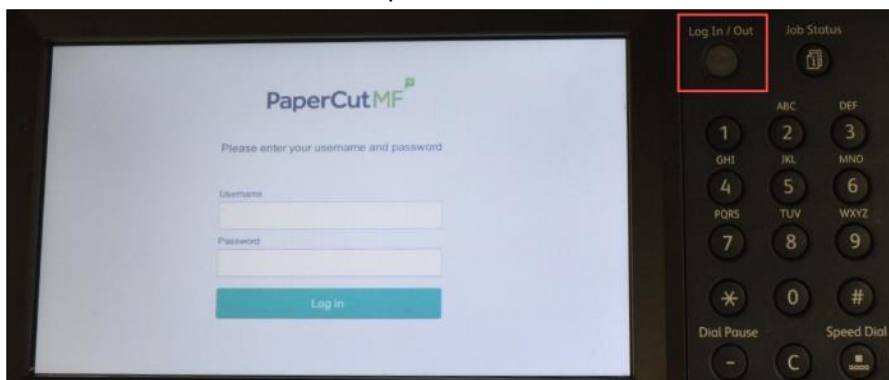 PaperCut MF
Please enter your username and password
Username
Password
Log in
Log In / Out Job Status
ABC DEF
1 2 3
GHI JKL MNO
4 5 6
PQRS TUV WXYZ
7 8 9
* 0 #
Dial Pause Speed Dial
- C